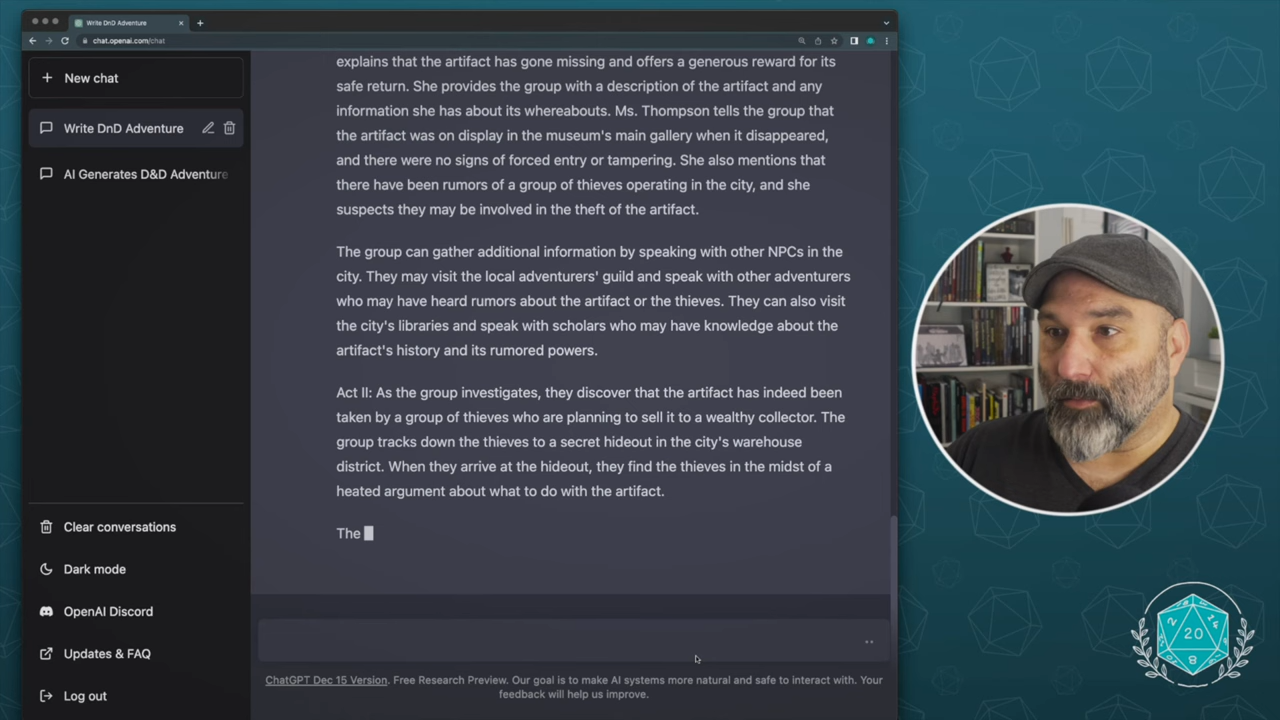 Write DnD Adventure
chat.openai.com/chat
New chat
Write DnD Adventure
AI Generates D&D Adventure
Clear conversations
Dark mode
OpenAI Discord
Updates & FAQ
Log out
explains that the artifact has gone missing and offers a generous reward for its
safe return. She provides the group with a description of the artifact and any
information she has about its whereabouts. Ms. Thompson tells the group that
the artifact was on display in the museum's main gallery when it disappeared,
and there were no signs of forced entry or tampering. She also mentions that
there have been rumors of a group of thieves operating in the city, and she
suspects they may be involved in the theft of the artifact.
The group can gather additional information by speaking with other NPCs in the
city. They may visit the local adventurers' guild and speak with other adventurers
who may have heard rumors about the artifact or the thieves. They can also visit
the city's libraries and speak with scholars who may have knowledge about the
artifact's history and its rumored powers.
Act II: As the group investigates, they discover that the artifact has indeed been
taken by a group of thieves who are planning to sell it to a wealthy collector. The
group tracks down the thieves to a secret hideout in the city's warehouse
district. When they arrive at the hideout, they find the thieves in the midst of a
heated argument about what to do with the artifact.
The
ChatGPT Dec 15 Version. Free Research Preview. Our goal is to make AI systems more natural and safe to interact with. Your
feedback will help us improve.
2
14
20
8